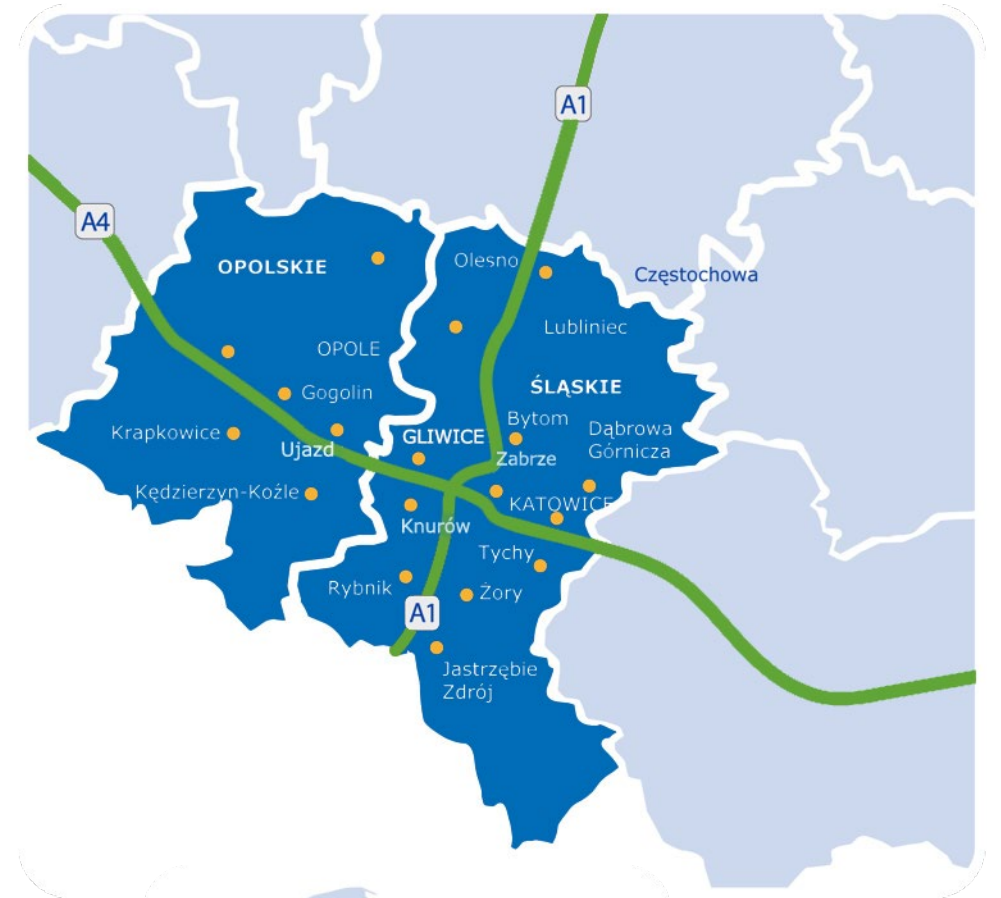 A1
A4
OPOLSKIE
Olesno
Częstochowa
Lubliniec
OPOLE
ŚLĄSKIE
Gogolin
Bytom
Dąbrowa
Górnicza
Krapkowice
GLIWICE
Ujazd
Zabrze
Kędzierzyn-Koźle
KATOWICE
Knurów
Tychy
Rybnik
Żory
A1
Jastrzębie
Zdrój